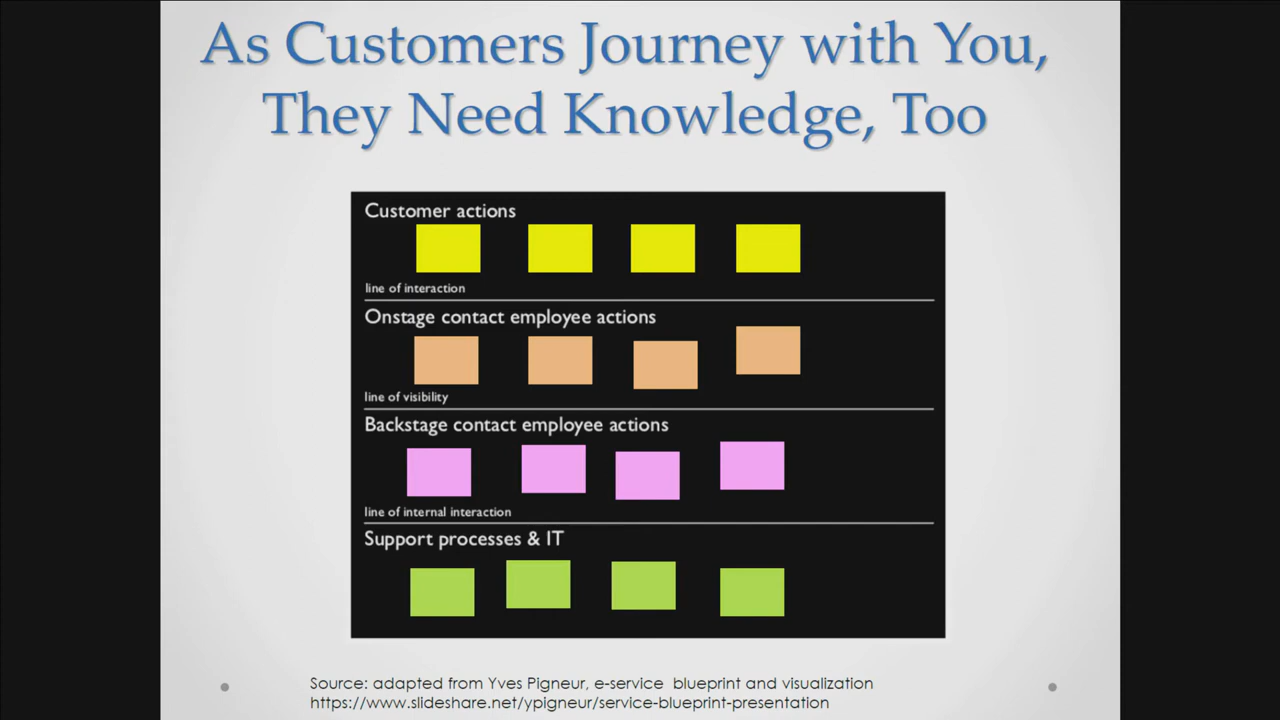 As Customers Journey with You,
They Need Knowledge, Too
Customer actions
line of interaction
Onstage contact employee actions
line of visibility
Backstage contact employee actions
line of internal interaction
Support processes & IT
Source: adapted from Yves Pigneur, e-service blueprint and visualization
https://www.slideshare.net/ypigneur/service-blueprint-presentation